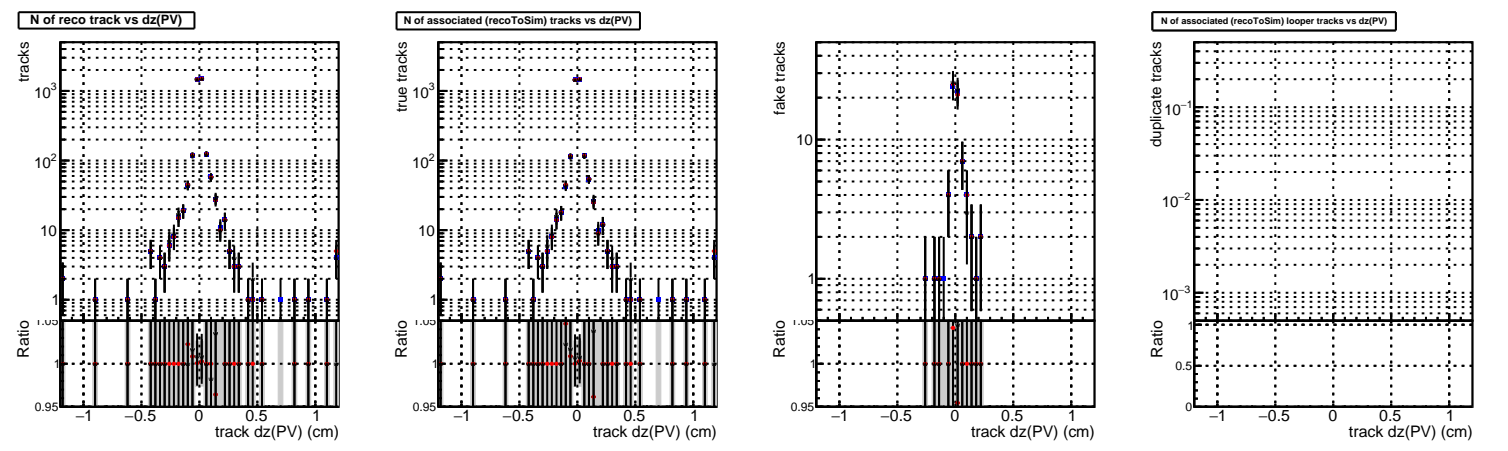 N of reco track vs dz(PV)
tracks
10³
10²
10
1
Ratio
1.05
1
0.95
−1 −0.5 0 0.5 1
track dz(PV) (cm)
N of associated (recoToSim) tracks vs dz(PV)
true tracks
10³
10²
10
1
Ratio
1.05
1
0.95
−1 −0.5 0 0.5 1
track dz(PV) (cm)
fake tracks
10
1
Ratio
1.05
1
0.95
−1 −0.5 0 0.5 1
track dz(PV) (cm)
N of associated (recoToSim) looper tracks vs dz(PV)
duplicate tracks
10⁻¹
10⁻²
10⁻³
Ratio
1
0.5
0
−1 −0.5 0 0.5 1
track dz(PV) (cm)